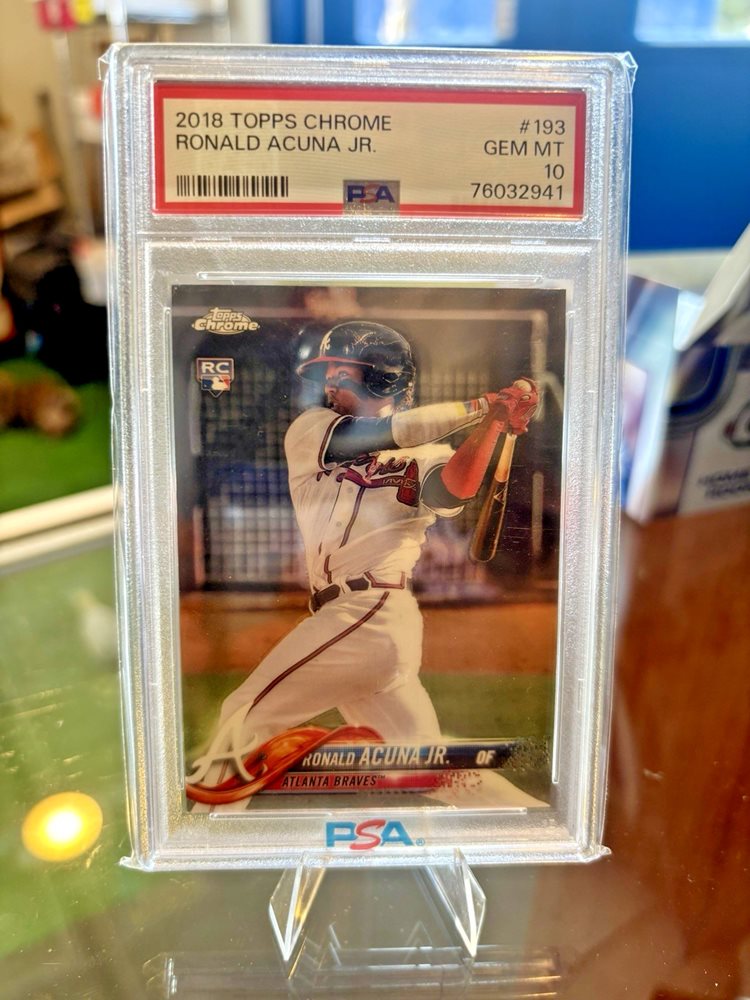 2018 TOPPS CHROME #193
RONALD ACUNA JR. GEM MT
10
PSA 76032941
Topps
Chrome
RC
Braves
A
RONALD ACUNA JR. OF
ATLANTA BRAVES™
PSA®